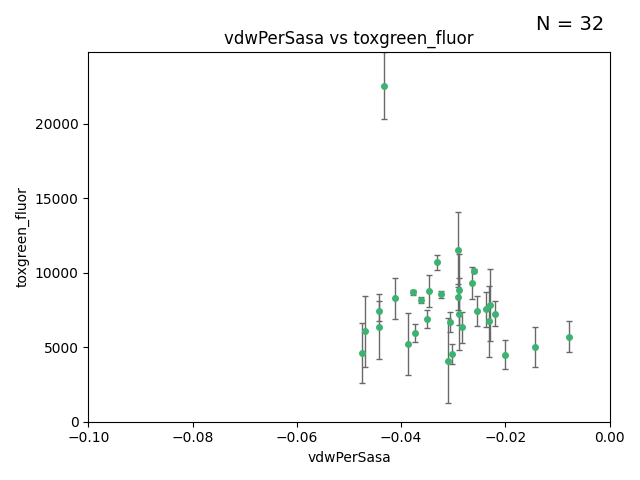 N = 32
vdwPerSasa vs toxgreen_fluor
20000
15000
10000
5000
0
toxgreen_fluor
−0.10
−0.08
−0.06
−0.04
−0.02
0.00
vdwPerSasa